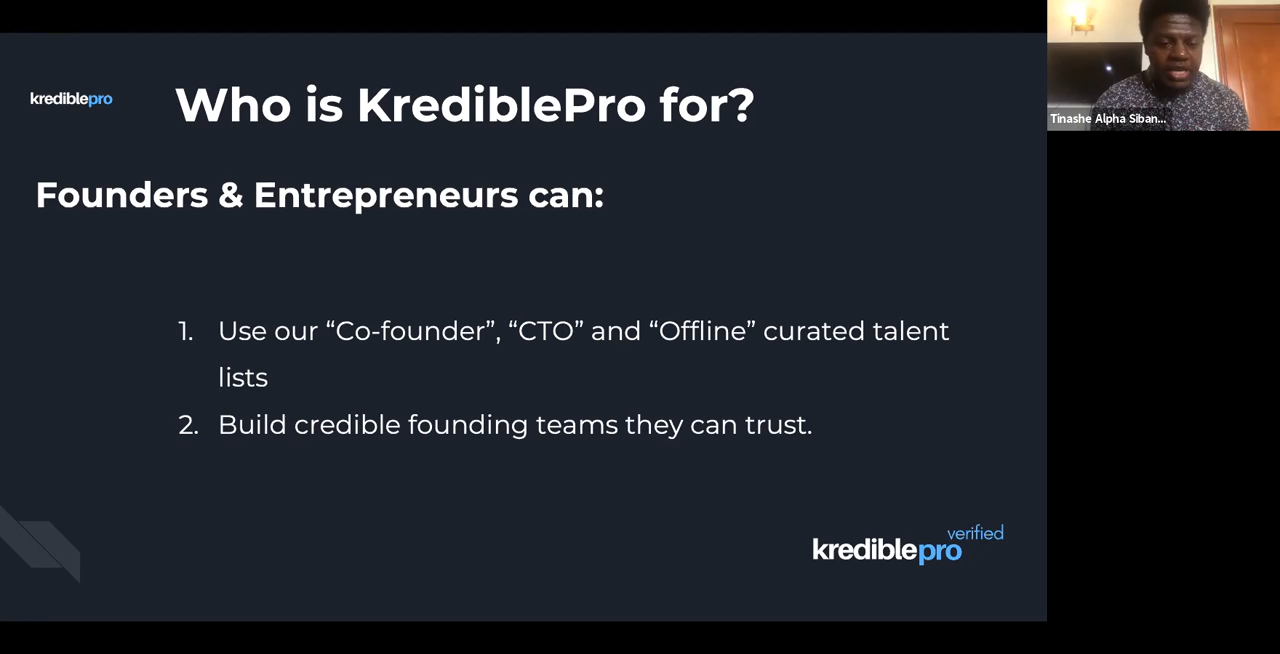 krediblepro
Who is KrediblePro for?
Tinashe Alpha Siban...
Founders & Entrepreneurs can:
1. Use our “Co-founder”, “CTO” and “Offline” curated talent
lists
2. Build credible founding teams they can trust.
verified
krediblepro